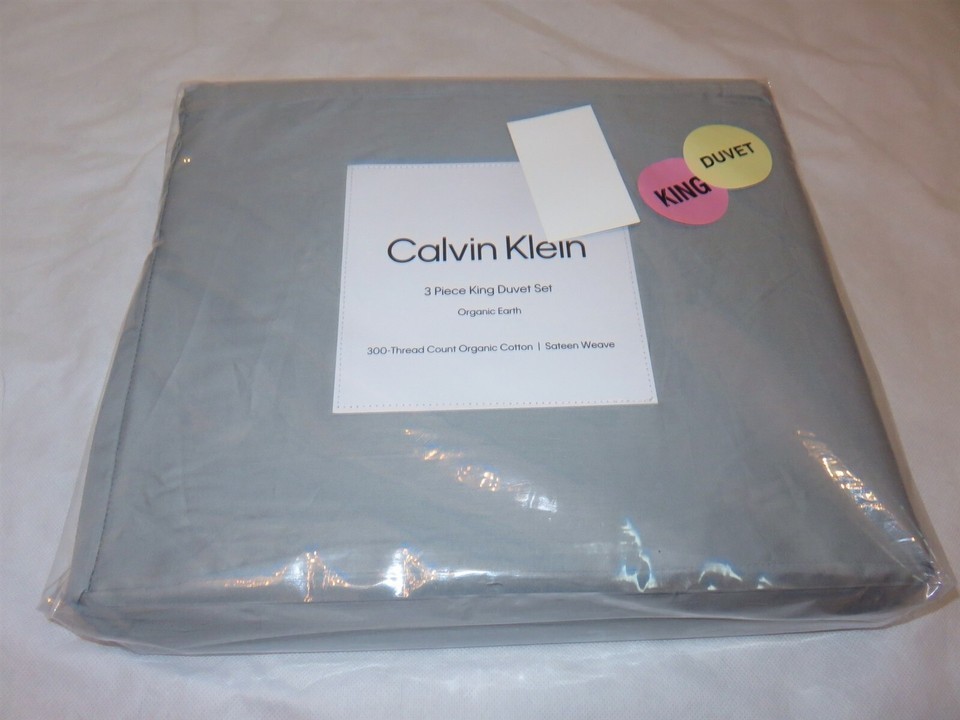 DUVET
KING
Calvin Klein
3 Piece King Duvet Set
Organic Earth
300-Thread Count Organic Cotton | Sateen Weave